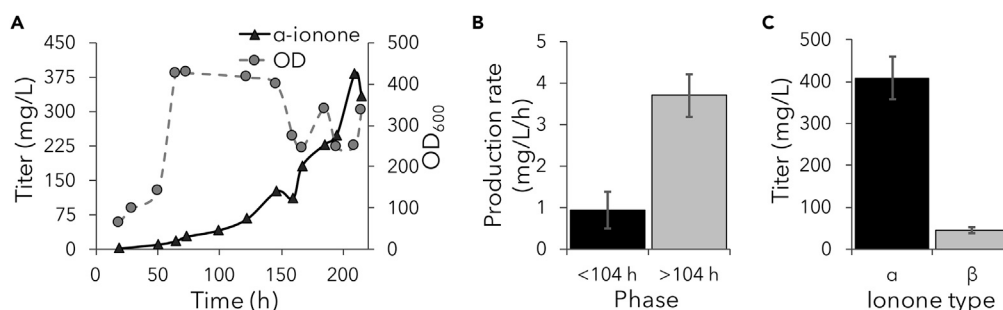 A
α-ionone
OD
450
375
300
225
150
75
0
Titer (mg/L)
500
400
300
200
100
0
OD600
0
50
100
150
200
Time (h)
B
5
4
3
2
1
0
Production rate
(mg/L/h)
<104 h
>104 h
Phase
C
500
400
300
200
100
0
Titer (mg/L)
α
β
Ionone type